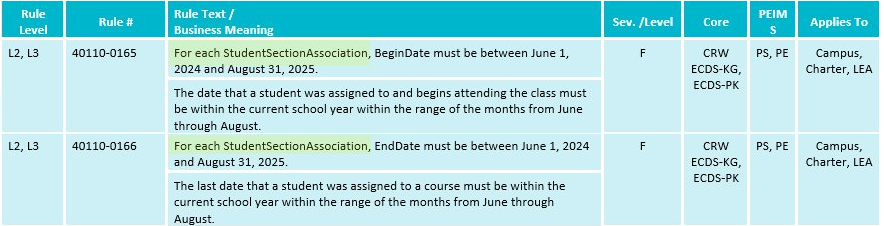 Rule Level
Rule #
Rule Text /
Business Meaning
Sev. /Level
Core
PEIM
S
Applies To
L2, L3
40110-0165
For each StudentSectionAssociation, BeginDate must be between June 1,
2024 and August 31, 2025.
The date that a student was assigned to and begins attending the class must
be within the current school year within the range of the months from June
through August.
F
CRW
ECDS-KG,
ECDS-PK
PS, PE
Campus,
Charter, LEA
L2, L3
40110-0166
For each StudentSectionAssociation, EndDate must be between June 1, 2024
and August 31, 2025.
The last date that a student was assigned to a course must be within the
current school year within the range of the months from June through
August.
F
CRW
ECDS-KG,
ECDS-PK
PS, PE
Campus,
Charter, LEA